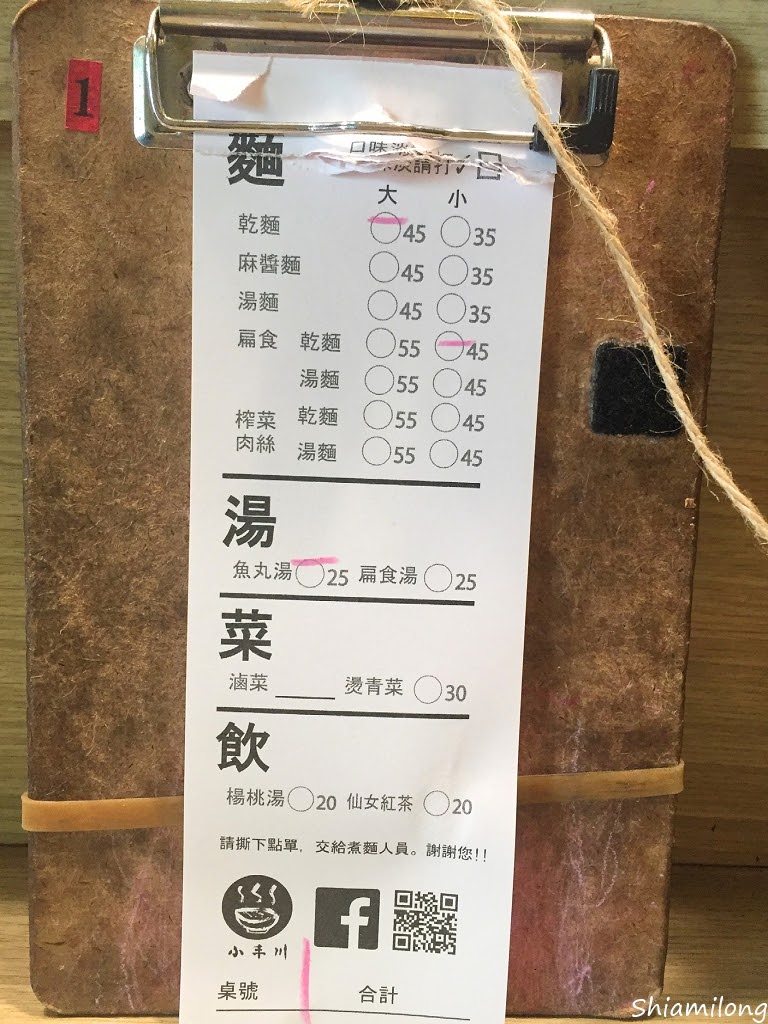 1
麵
口味
淡請打✓
大 小
乾麵 45 35
麻醬麵 45 35
湯麵 45 35
扁食 乾麵 55 45
湯麵 55 45
榨菜肉絲 乾麵 55 45
湯麵 55 45
湯
魚丸湯 25 扁食湯 25
菜
滷菜 燙青菜 30
飲
楊桃湯 20 仙女紅茶 20
請撕下點單，交給煮麵人員。謝謝您!!
f
小丰川
桌號 合計
Shiamilong